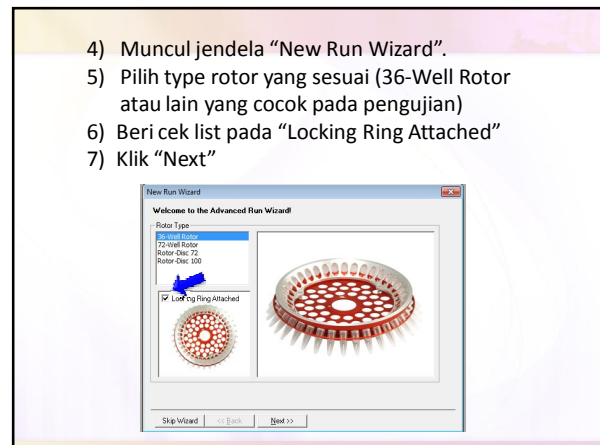 4) Muncul jendela “New Run Wizard”.
5) Pilih type rotor yang sesuai (36-Well Rotor
atau lain yang cocok pada pengujian)
6) Beri cek list pada “Locking Ring Attached”
7) Klik “Next”
New Run Wizard
Welcome to the Advanced Run Wizard!
Rotor Type
36-Well Rotor
72-Well Rotor
Rotor-Disc 72
Rotor-Disc 100
Locking Ring Attached
Skip Wizard << Back Next >>